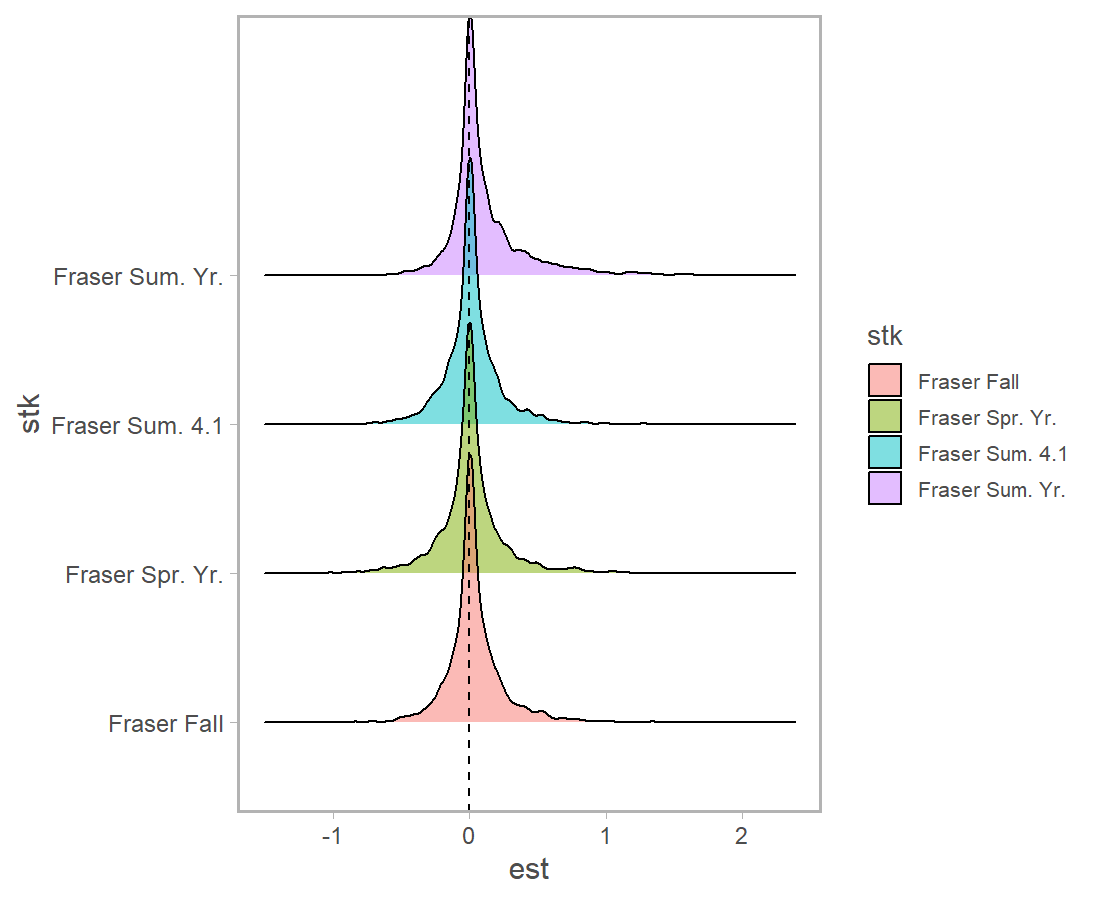 stk
Fraser Sum. Yr.
Fraser Sum. 4.1
Fraser Spr. Yr.
Fraser Fall
-1 0 1 2
est
stk
Fraser Fall
Fraser Spr. Yr.
Fraser Sum. 4.1
Fraser Sum. Yr.